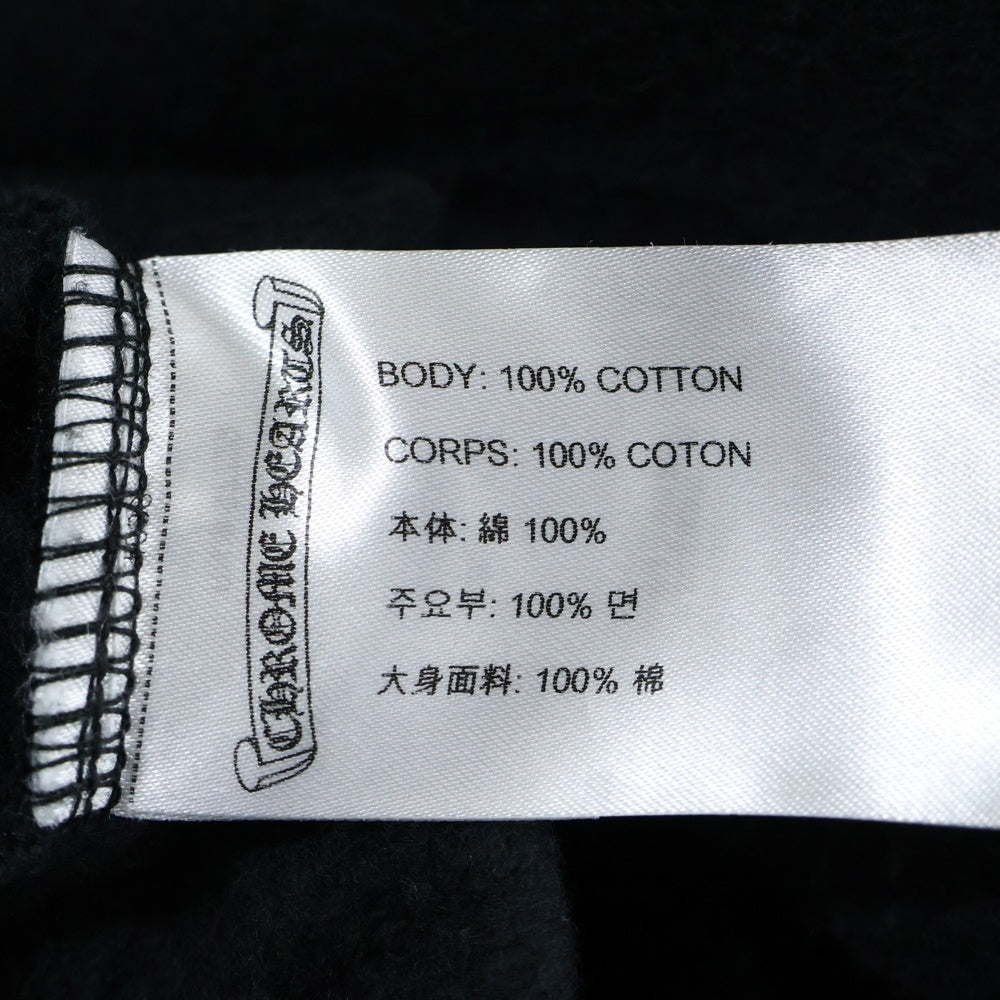 CHROME HEARTS
BODY: 100% COTTON
CORPS: 100% COTON
本体: 綿 100%
주요부: 100% 면
大身面料: 100% 棉